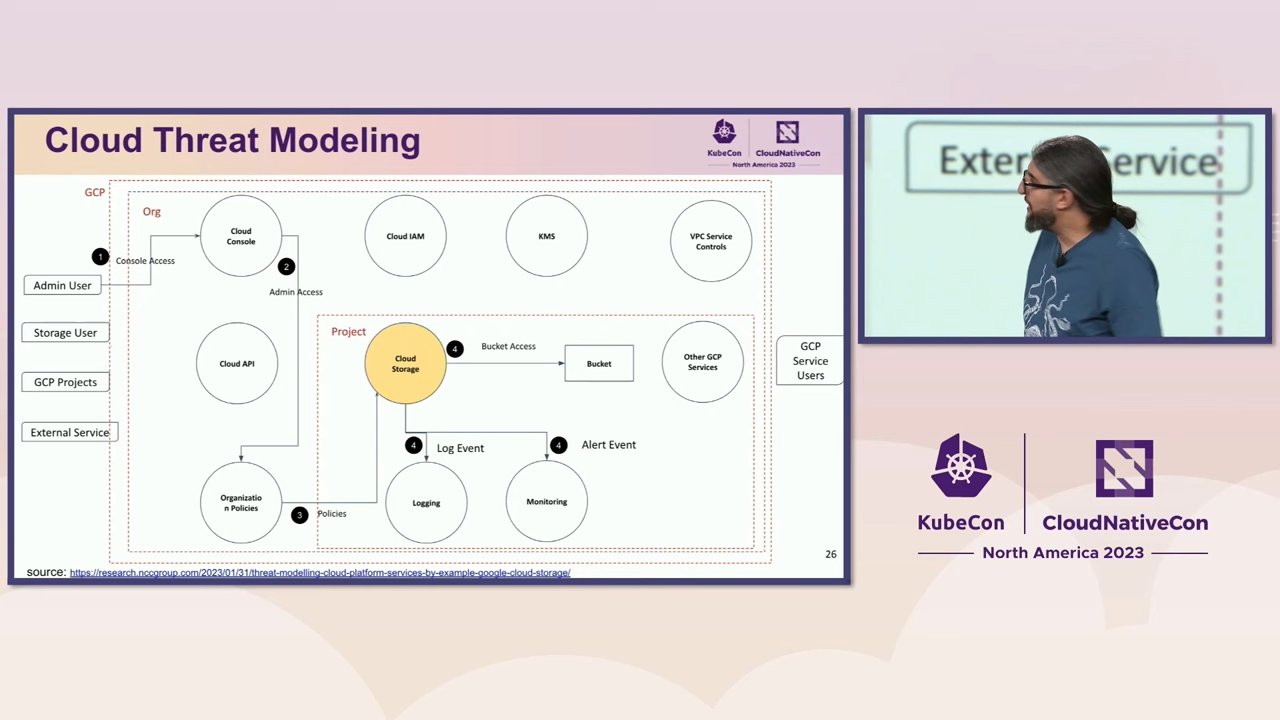 Cloud Threat Modeling
KubeCon
CloudNativeCon
North America 2023
GCP
Org
Cloud
Console
Cloud IAM
KMS
VPC Service
Controls
1
Console Access
2
Admin User
Admin Access
Storage User
Project
Cloud API
Cloud
Storage
4
Bucket Access
Bucket
Other GCP
Services
GCP
Service
Users
GCP Projects
External Service
4
Log Event
4
Alert Event
Organizatio
n Policies
3
Policies
Logging
Monitoring
26
source: https://research.nccgroup.com/2023/01/31/threat-modelling-cloud-platform-services-by-example-google-cloud-storage/
Exter
Service
KubeCon
CloudNativeCon
North America 2023